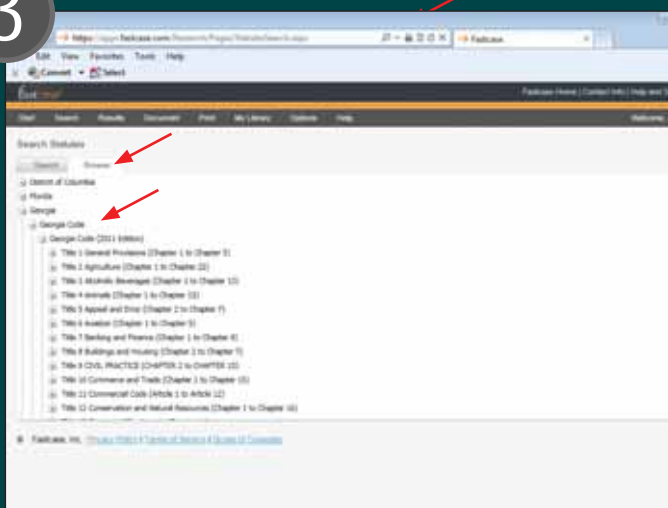 3
https://apps.fastcase.com/Research/Pages/StatuteSearch.aspx
Fastcase
Edit View Favorites Tools Help
Convert Select
Fastcase Home | Contact Info | Help and
Start Search Results Document Print My Library Options Help
Welcome,
Search Statutes
Search Browse
District of Columbia
Florida
Georgia
Georgia Code
Georgia Code (2011 Edition)
Title 1 General Provisions (Chapter 1 to Chapter 5)
Title 2 Agriculture (Chapter 1 to Chapter 22)
Title 3 Alcoholic Beverages (Chapter 1 to Chapter 13)
Title 4 Animals (Chapter 1 to Chapter 13)
Title 5 Appeal and Error (Chapter 2 to Chapter 7)
Title 6 Aviation (Chapter 1 to Chapter 5)
Title 7 Banking and Finance (Chapter 1 to Chapter 8)
Title 8 Buildings and Housing (Chapter 2 to Chapter 7)
Title 9 CIVIL PRACTICE (CHAPTER 2 to CHAPTER 15)
Title 10 Commerce and Trade (Chapter 1 to Chapter 15)
Title 11 Commercial Code (Article 1 to Article 12)
Title 12 Conservation and Natural Resources (Chapter 1 to Chapter 16)
Fastcase, Inc. Privacy Policy | Terms of Service | Scope of Coverage